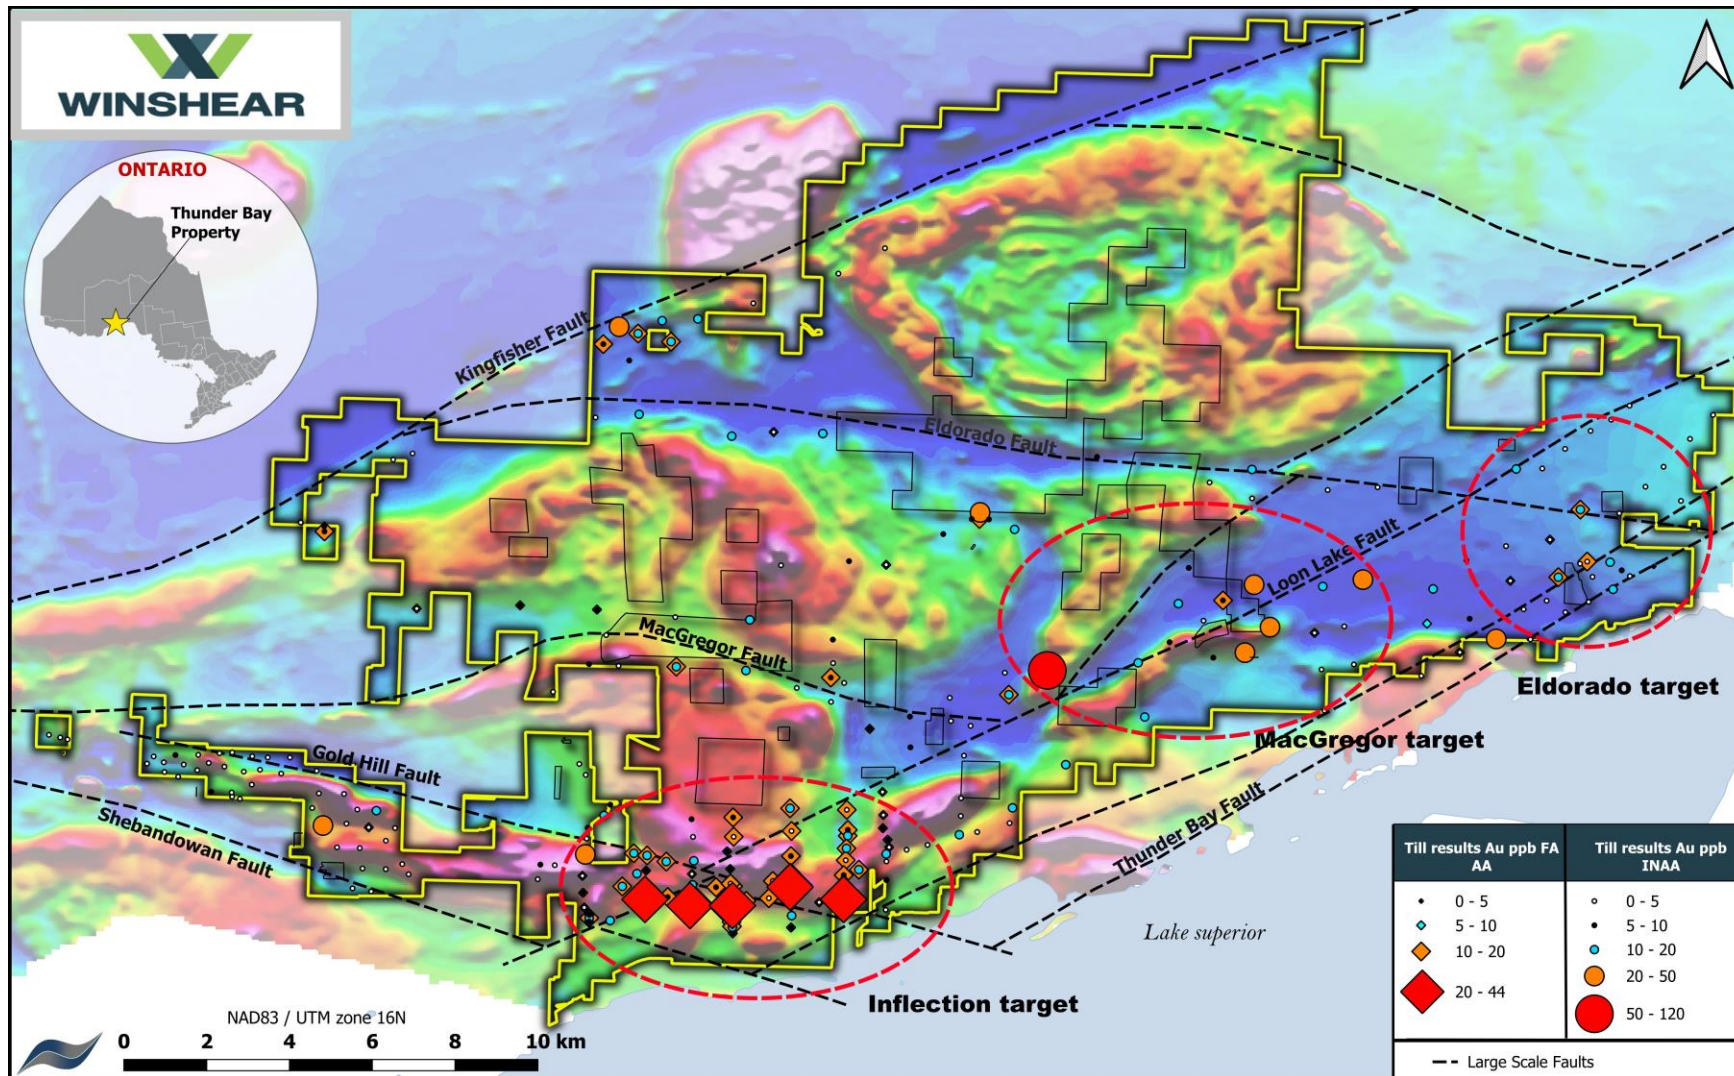 WINSHEAR
ONTARIO
Thunder Bay
Property
Kingfisher Fault
Eldorado Fault
Loon Lake Fault
MacGregor Fault
Eldorado target
MacGregor target
Gold Hill Fault
Shebandowan Fault
Thunder Bay Fault
Lake superior
Inflection target
NAD83 / UTM zone 16N
0 2 4 6 8 10 km
Till results Au ppb FA
AA
0 - 5
5 - 10
10 - 20
20 - 44
Till results Au ppb
INAA
0 - 5
5 - 10
10 - 20
20 - 50
50 - 120
Large Scale Faults